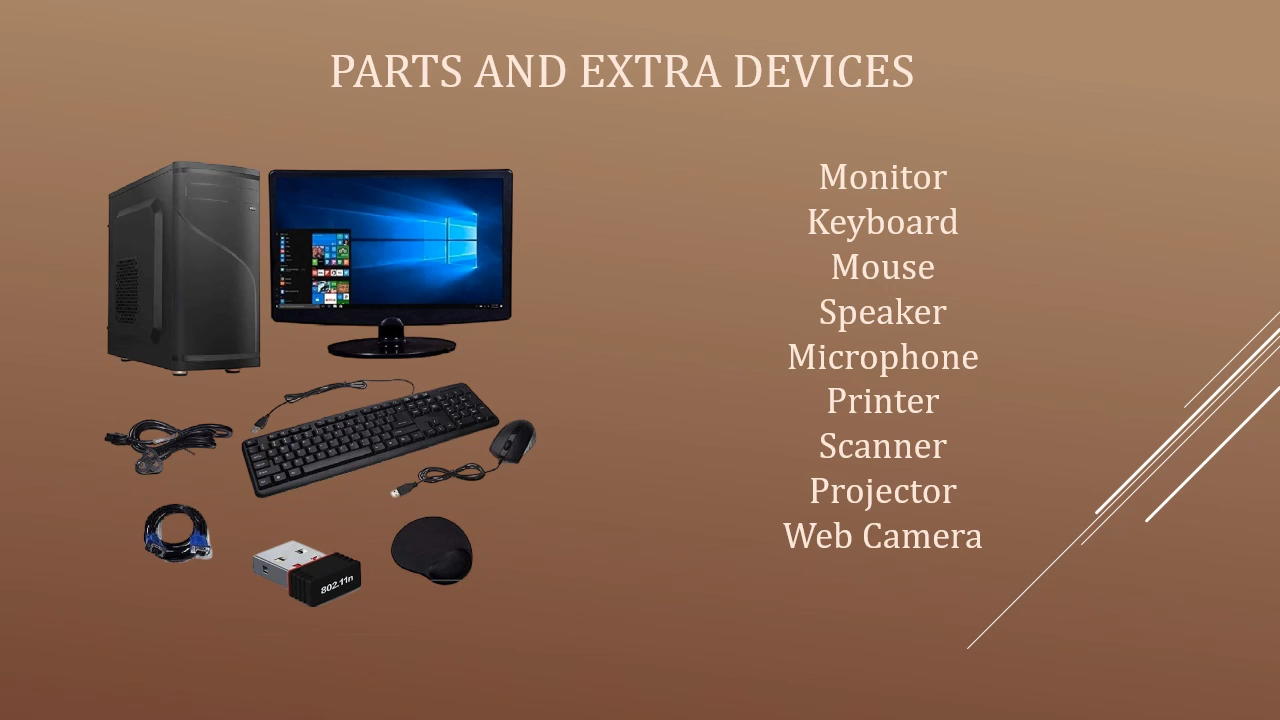 PARTS AND EXTRA DEVICES
Monitor
Keyboard
Mouse
Speaker
Microphone
Printer
Scanner
Projector
Web Camera
802.11n